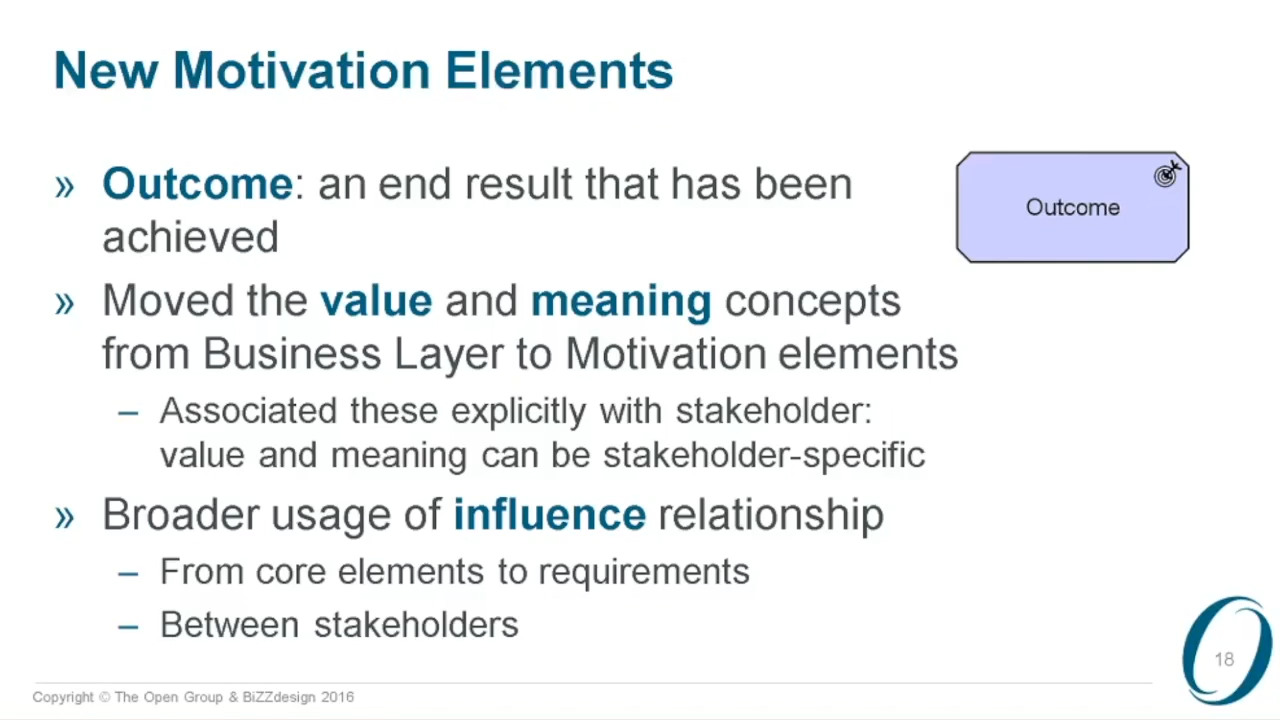 New Motivation Elements
» Outcome: an end result that has been
achieved
Outcome
» Moved the value and meaning concepts
from Business Layer to Motivation elements
– Associated these explicitly with stakeholder:
value and meaning can be stakeholder-specific
» Broader usage of influence relationship
– From core elements to requirements
– Between stakeholders
18
Copyright © The Open Group & BiZZdesign 2016